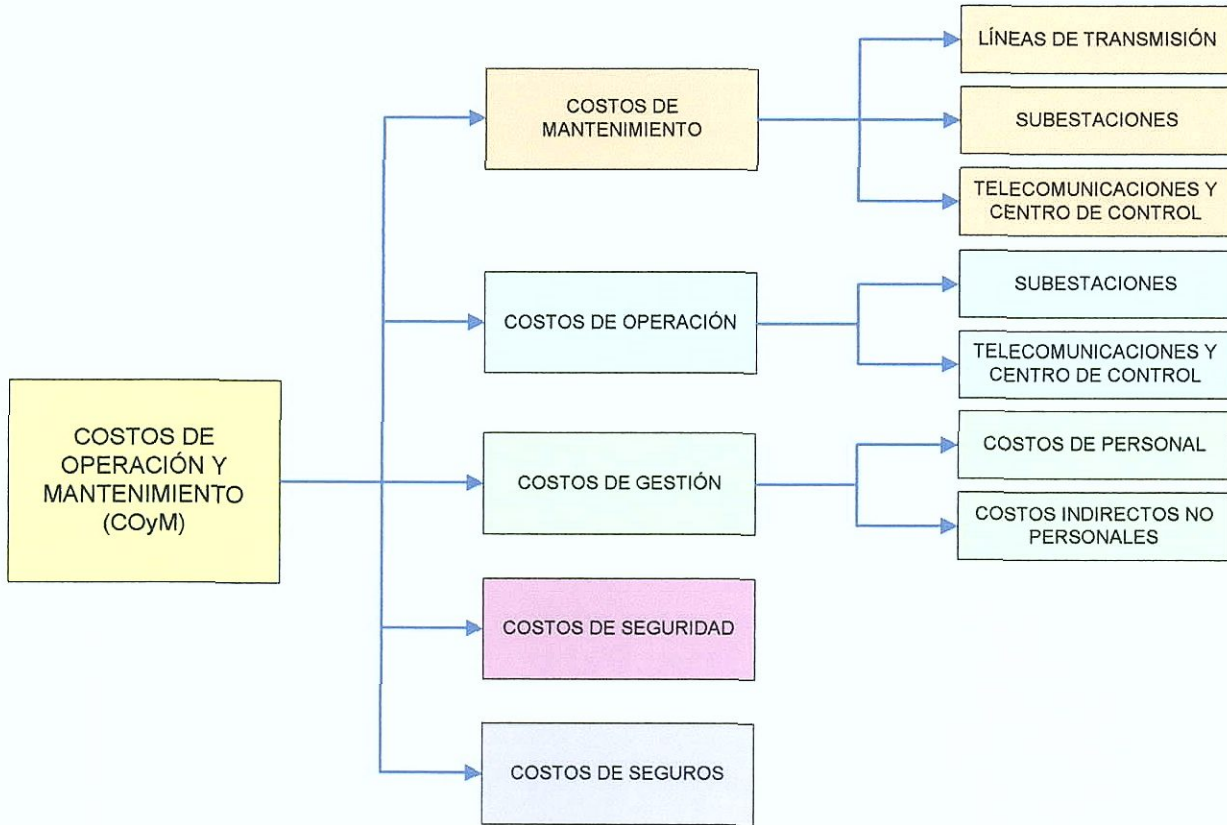 COSTOS DE
OPERACIÓN Y
MANTENIMIENTO
(COyM)
COSTOS DE
MANTENIMIENTO
LÍNEAS DE TRANSMISIÓN
SUBESTACIONES
TELECOMUNICACIONES Y
CENTRO DE CONTROL
COSTOS DE OPERACIÓN
SUBESTACIONES
TELECOMUNICACIONES Y
CENTRO DE CONTROL
COSTOS DE GESTIÓN
COSTOS DE PERSONAL
COSTOS INDIRECTOS NO
PERSONALES
COSTOS DE SEGURIDAD
COSTOS DE SEGUROS